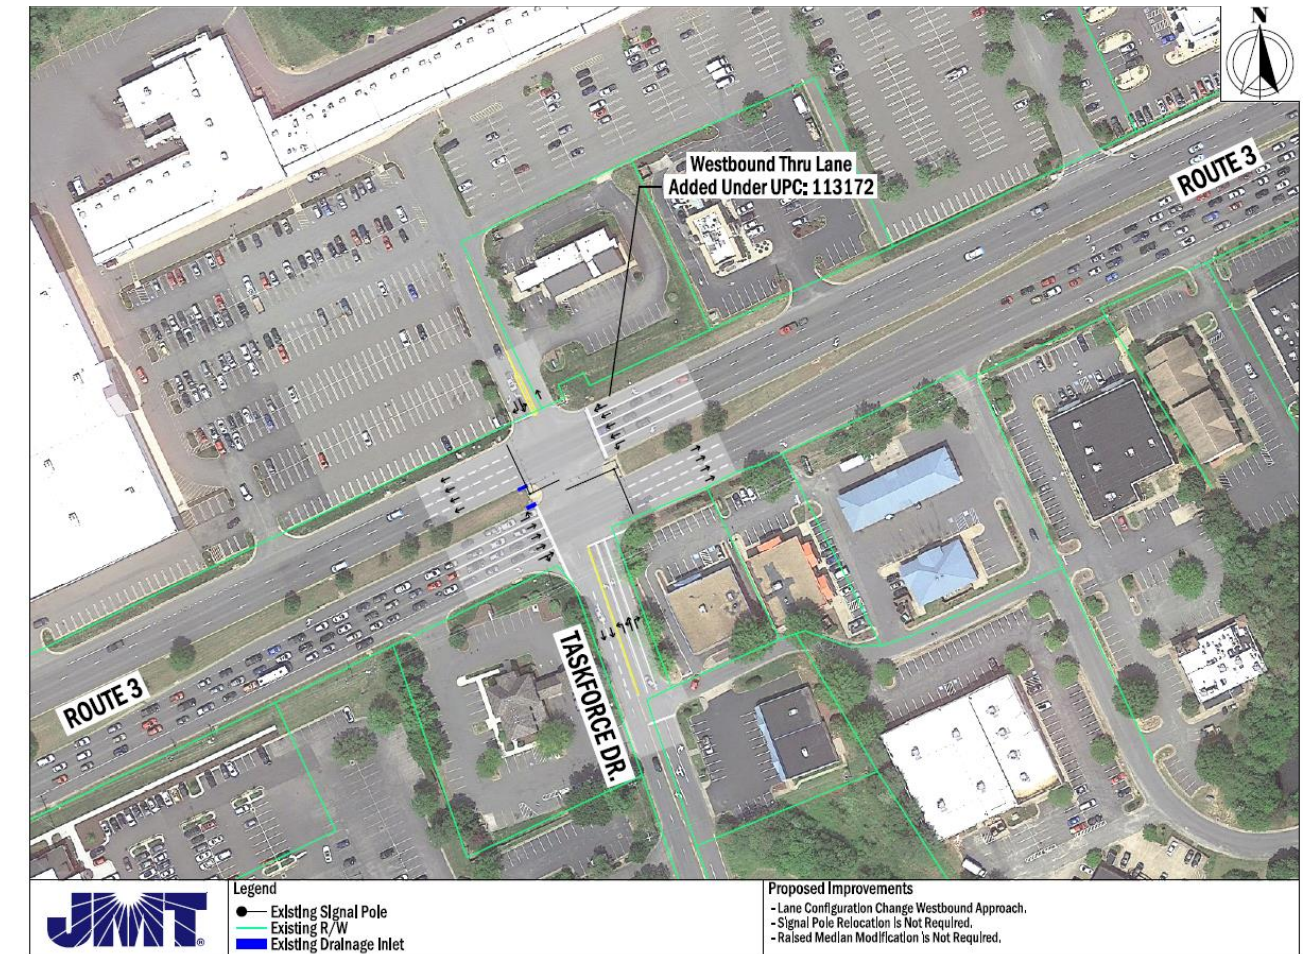 N
Westbound Thru Lane
Added Under UPC: 113172
ROUTE 3
ROUTE 3
TASKFORCE DR.
JMT®
Legend
Existing Signal Pole
Existing R/W
Existing Drainage Inlet
Proposed Improvements
- Lane Configuration Change Westbound Approach.
- Signal Pole Relocation is Not Required.
- Raised Median Modification is Not Required.